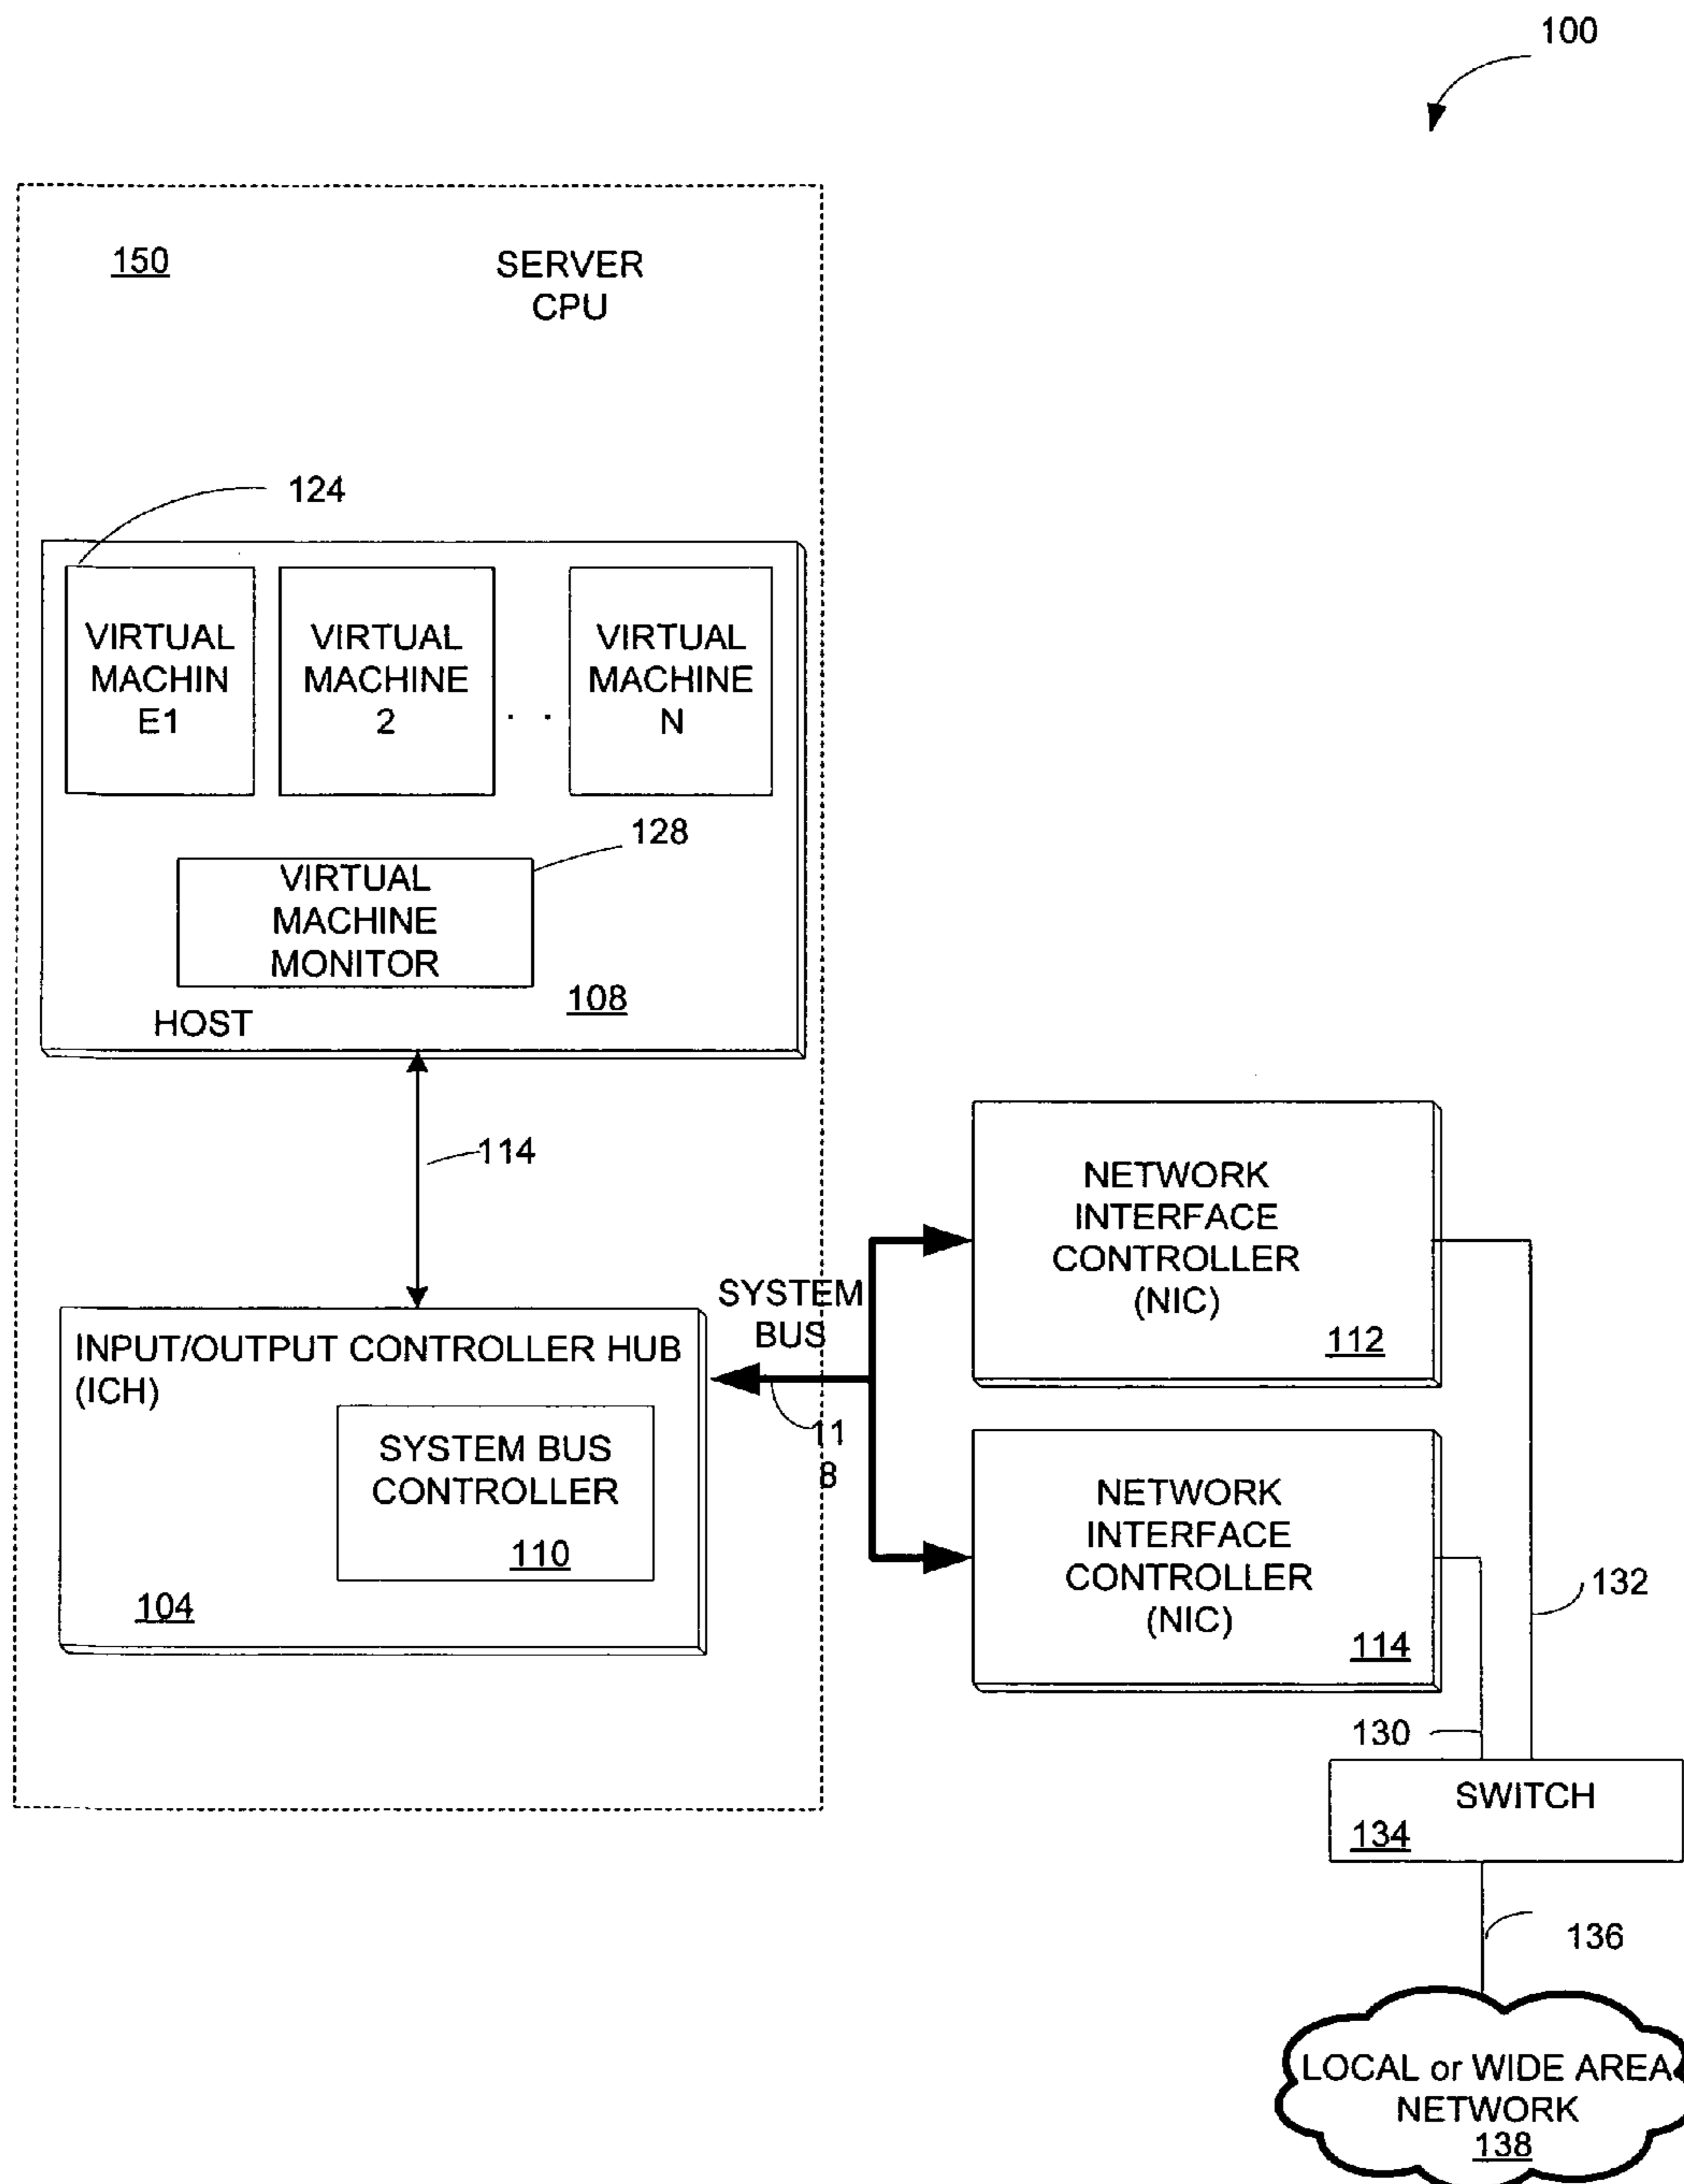 100
150
SERVER
CPU
124
VIRTUAL
MACHIN
E1
VIRTUAL
MACHINE
2
. .
VIRTUAL
MACHINE
N
128
VIRTUAL
MACHINE
MONITOR
108
HOST
114
NETWORK
INTERFACE
CONTROLLER
(NIC)
112
SYSTEM
BUS
INPUT/OUTPUT CONTROLLER HUB
(ICH)
11
8
SYSTEM BUS
CONTROLLER
110
104
NETWORK
INTERFACE
CONTROLLER
(NIC)
114
132
130
SWITCH
134
136
LOCAL or WIDE AREA
NETWORK
138